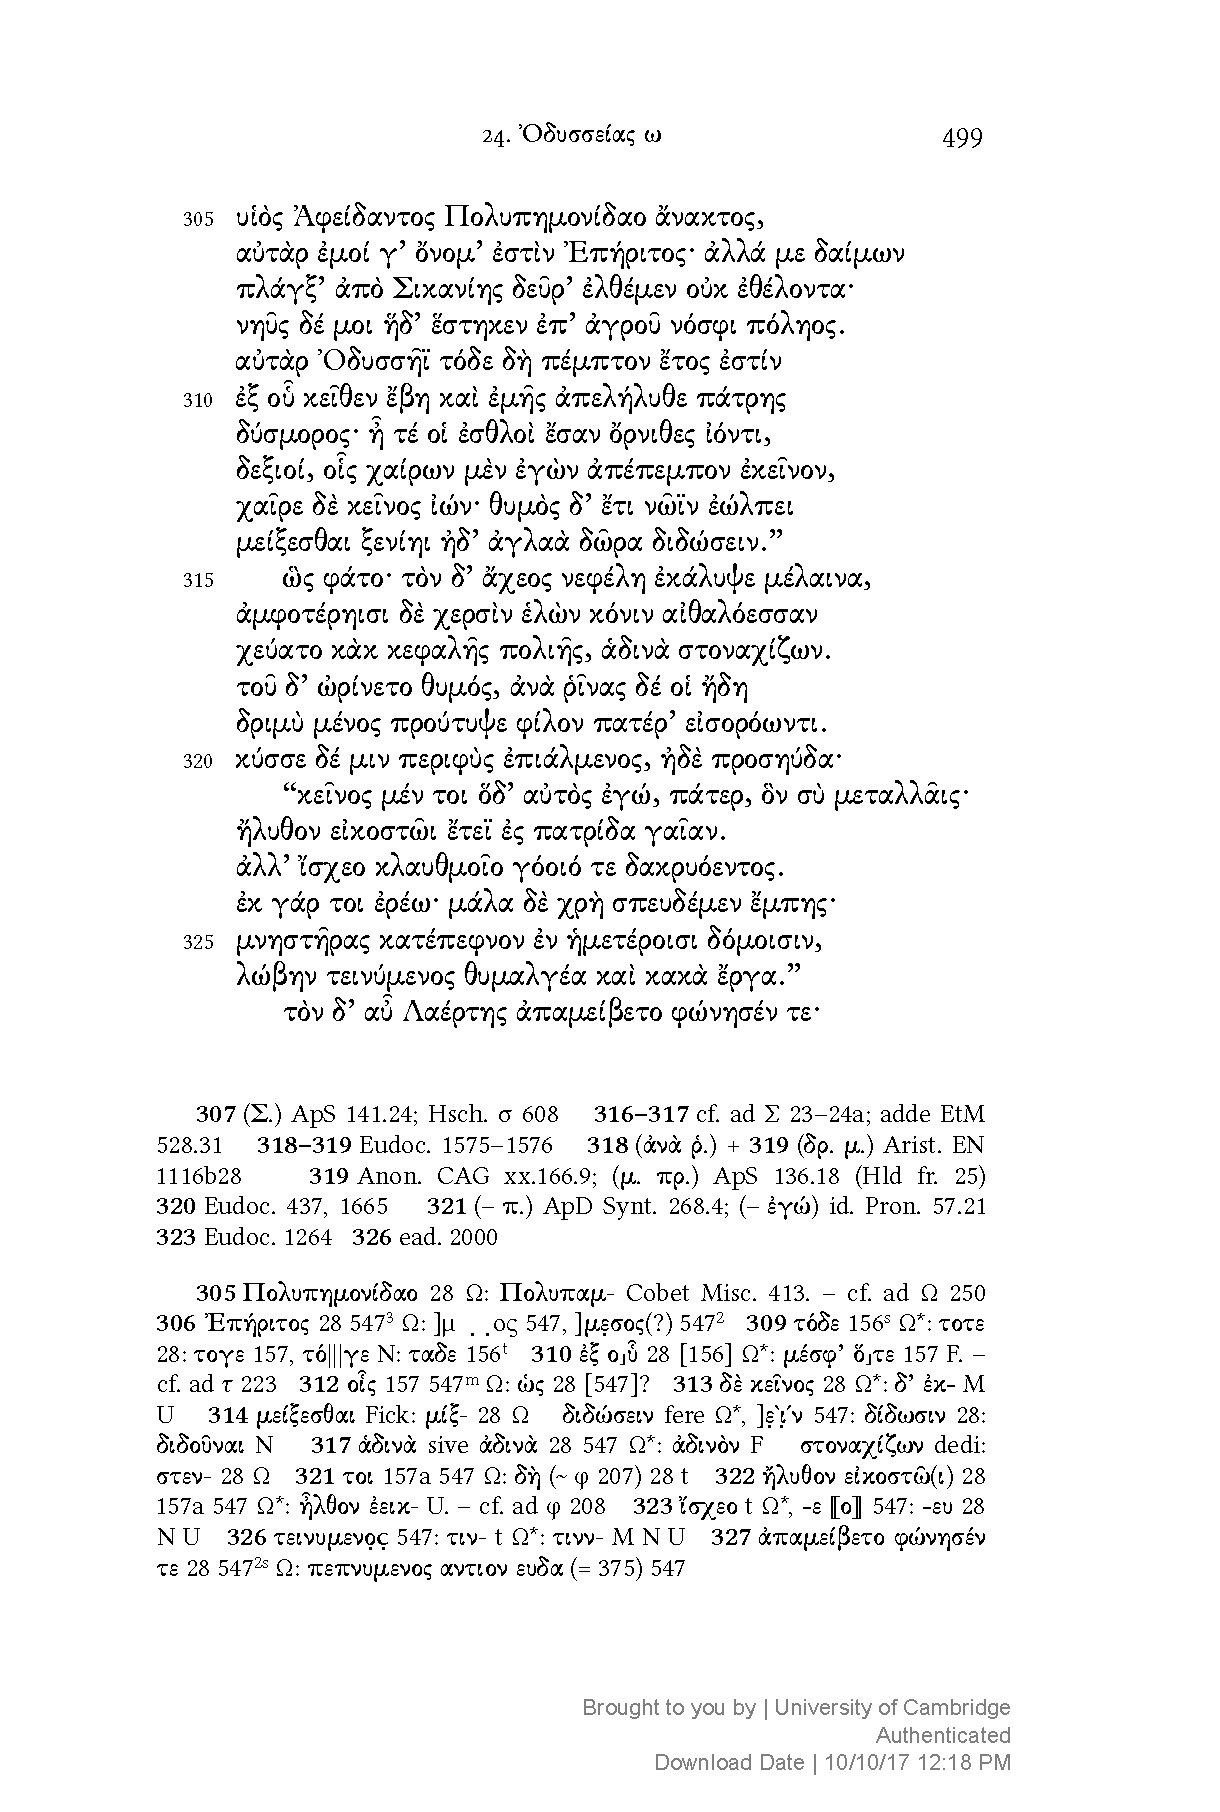 24. Ὀδυσσείας ω 499
305 υἱὸς Ἀφείδαντος Πολυπημονίδαο ἄνακτος,
αὐτὰρ ἐμοί γ’ ὄνομ’ ἐστὶν Ἐπήριτος· ἀλλά με δαίμων
πλάγξ’ ἀπὸ Σικανίης δεῦρ’ ἐλθέμεν οὐκ ἐθέλοντα·
νηῦς δέ μοι ἥδ’ ἕστηκεν ἐπ’ ἀγροῦ νόσφι πόληος.
αὐτὰρ Ὀδυσσῆϊ τόδε δὴ πέμπτον ἔτος ἐστίν
310 ἐξ οὗ κεῖθεν ἔβη καὶ ἐμῆς ἀπελήλυθε πάτρης
δύσμορος· ἦ τέ οἱ ἐσθλοὶ ἔσαν ὄρνιθες ἰόντι,
δεξιοί, οἷς χαίρων μὲν ἐγὼν ἀπέπεμπον ἐκεῖνον,
χαῖρε δὲ κεῖνος ἰών· θυμὸς δ’ ἔτι νῶϊν ἐώλπει
μείξεσθαι ξενίηι ἠδ’ ἀγλαὰ δῶρα διδώσειν.”
315 ὣς φάτο· τὸν δ’ ἄχεος νεφέλη ἐκάλυψε μέλαινα,
ἀμφοτέρηισι δὲ χερσὶν ἑλὼν κόνιν αἰθαλόεσσαν
χεύατο κὰκ κεφαλῆς πολιῆς, ἁδινὰ στοναχίζων.
τοῦ δ’ ὠρίνετο θυμός, ἀνὰ ῥῖνας δέ οἱ ἤδη
δριμὺ μένος προύτυψε φίλον πατέρ’ εἰσορόωντι.
320 κύσσε δέ μιν περιφὺς ἐπιάλμενος, ἠδὲ προσηύδα·
“κεῖνος μέν τοι ὅδ’ αὐτὸς ἐγώ, πάτερ, ὃν σὺ μεταλλᾶις·
ἤλυθον εἰκοστῶι ἔτεϊ ἐς πατρίδα γαῖαν.
ἀλλ’ ἴσχεο κλαυθμοῖο γόοιό τε δακρυόεντος.
ἐκ γάρ τοι ἐρέω· μάλα δὲ χρὴ σπευδέμεν ἔμπης·
325 μνηστῆρας κατέπεφνον ἐν ἡμετέροισι δόμοισιν,
λώβην τεινύμενος θυμαλγέα καὶ κακὰ ἔργα.”
τὸν δ’ αὖ Λαέρτης ἀπαμείβετο φώνησέν τε·
307 (Σ.) ApS 141.24; Hsch. σ 608 316–317 cf. ad Σ 23–24a; adde EtM
528.31 318–319 Eudoc. 1575–1576 318 (ἀνὰ ῥ.) + 319 (δρ. μ.) Arist. EN
1116b28 319 Anon. CAG xx.166.9; (μ. πρ.) ApS 136.18 (Hld fr. 25)
320 Eudoc. 437, 1665 321 (– π.) ApD Synt. 268.4; (– ἐγώ) id. Pron. 57.21
323 Eudoc. 1264 326 ead. 2000
305 Πολυπημονίδαο 28 Ω: Πολυπαμ- Cobet Misc. 413. – cf. ad Ω 250
306 Ἐπήριτος 28 547³ Ω: ]μ ̣ ̣ος 547, ]μẹσος(?) 547² 309 τόδε 156ˢ Ω*: τοτε
28: τογε 157, τό|||γε N: ταδε 156ᵗ 310 ἐξ ο⌟ὗ 28 [156] Ω*: μέσφ’ ὅ⌟τε 157 F. –
cf. ad τ 223 312 οἷς 157 547ᵐ Ω: ὡς 28 [547]? 313 δὲ κεῖνος 28 Ω*: δ’ ἐκ- M
U 314 μείξεσθαι Fick: μίξ- 28 Ω διδώσειν fere Ω*, ]ε̣`ι̣´ν 547: δίδωσιν 28:
διδοῦναι N 317 ἁδινὰ sive ἀδινὰ 28 547 Ω*: ἀδινὸν F στοναχίζων dedi:
στεν- 28 Ω 321 τοι 157a 547 Ω: δὴ (~ φ 207) 28 t 322 ἤλυθον εἰκοστῶ(ι) 28
157a 547 Ω*: ἦλθον ἐεικ- U. – cf. ad φ 208 323 ἴσχεο t Ω*, -ε ⟦ο⟧ 547: -ευ 28
N U 326 τεινυμενο̣ς̣ 547: τιν- t Ω*: τινν- M N U 327 ἀπαμείβετο φώνησέν
τε 28 547²ˢ Ω: πεπνυμενος αντιον ευδα (= 375) 547
Brought to you by | University of Cambridge
Authenticated
Download Date | 10/10/17 12:18 PM